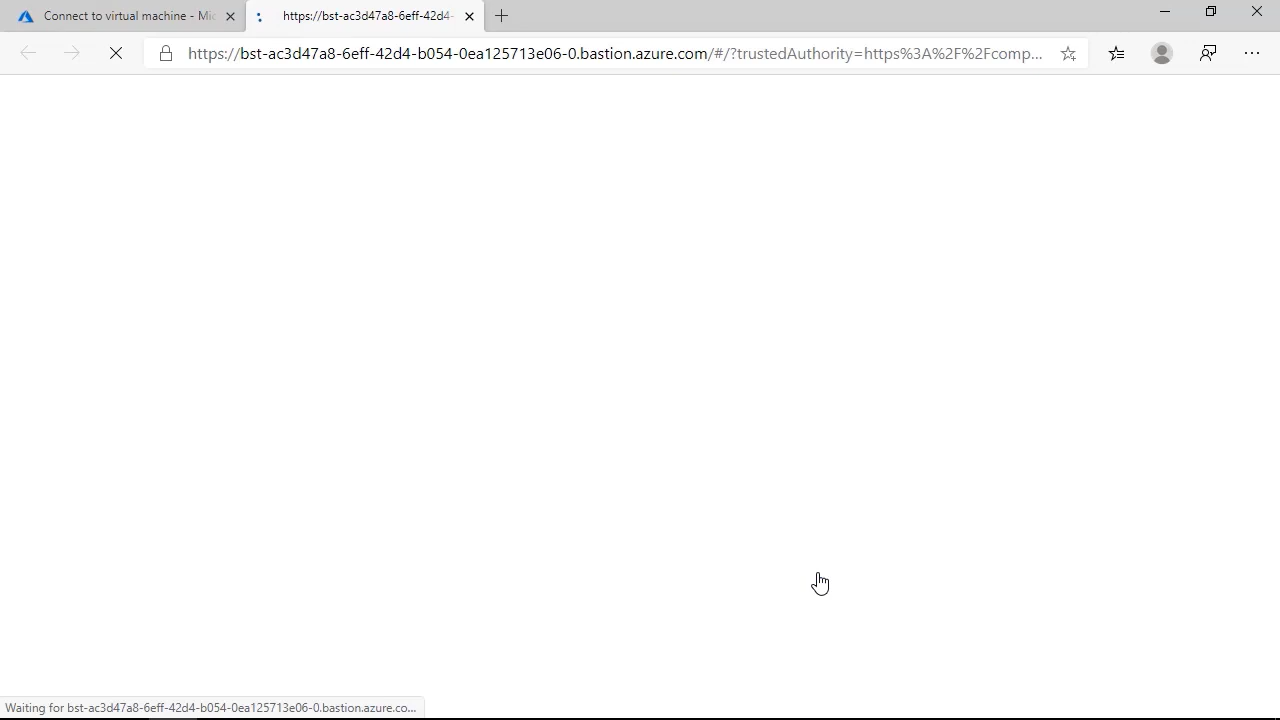 Connect to virtual machine - Mic
https://bst-ac3d47a8-6eff-42d4-
https://bst-ac3d47a8-6eff-42d4-b054-0ea125713e06-0.bastion.azure.com/#/?trustedAuthority=https%3A%2F%2Fcomp...
Waiting for bst-ac3d47a8-6eff-42d4-b054-0ea125713e06-0.bastion.azure.co...